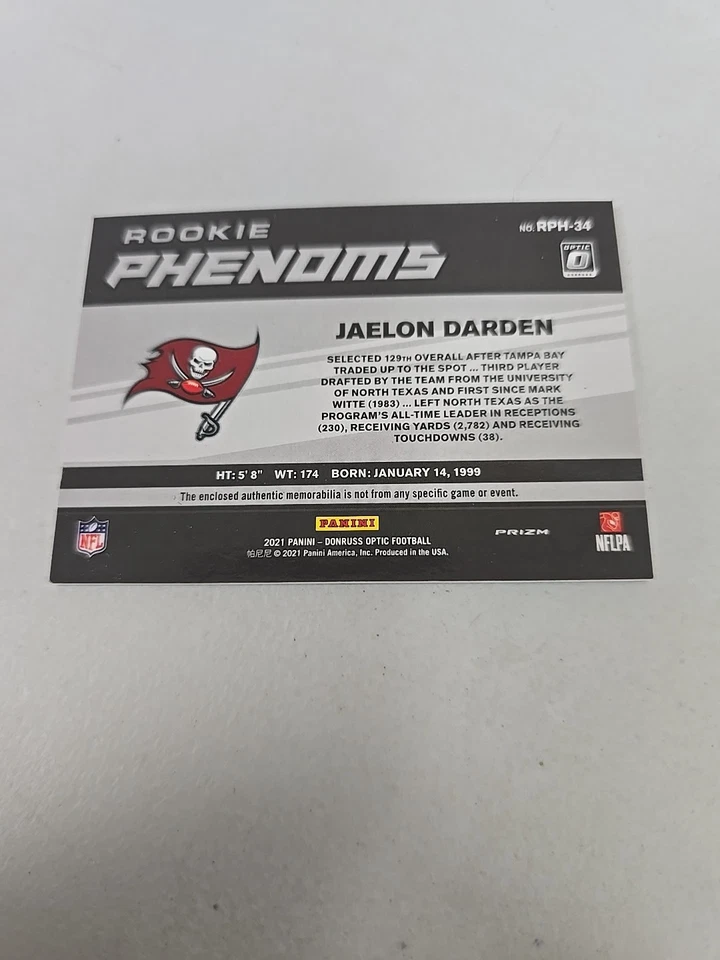 ROOKIE
PHENOMS
NO. RPH-34
OPTIC
O
JAELON DARDEN
SELECTED 129TH OVERALL AFTER TAMPA BAY
TRADED UP TO THE SPOT ... THIRD PLAYER
DRAFTED BY THE TEAM FROM THE UNIVERSITY
OF NORTH TEXAS AND FIRST SINCE MARK
WITTE (1983) ... LEFT NORTH TEXAS AS THE
PROGRAM'S ALL-TIME LEADER IN RECEPTIONS
(230), RECEIVING YARDS (2,782) AND RECEIVING
TOUCHDOWNS (38).
HT: 5' 8" WT: 174 BORN: JANUARY 14, 1999
The enclosed authentic memorabilia is not from any specific game or event.
NFL
PANINI
2021 PANINI – DONRUSS OPTIC FOOTBALL
帕尼尼 © 2021 Panini America, Inc. Produced in the USA.
PRIZM
NFLPA